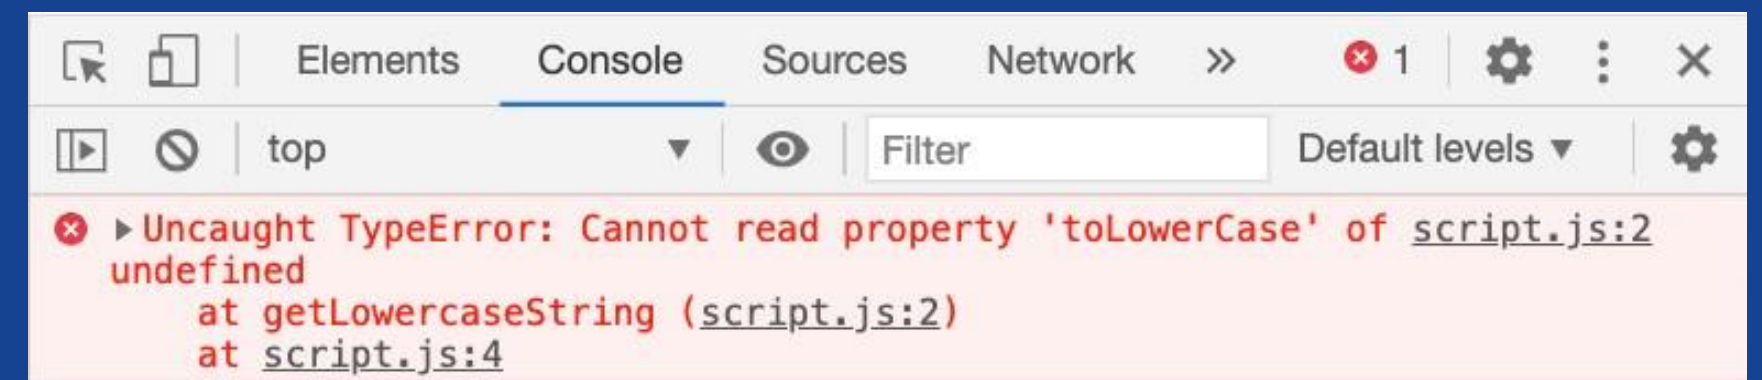 Elements Console Sources Network » 1
top Filter Default levels
Uncaught TypeError: Cannot read property 'toLowerCase' of script.js:2
undefined
at getLowercaseString (script.js:2)
at script.js:4